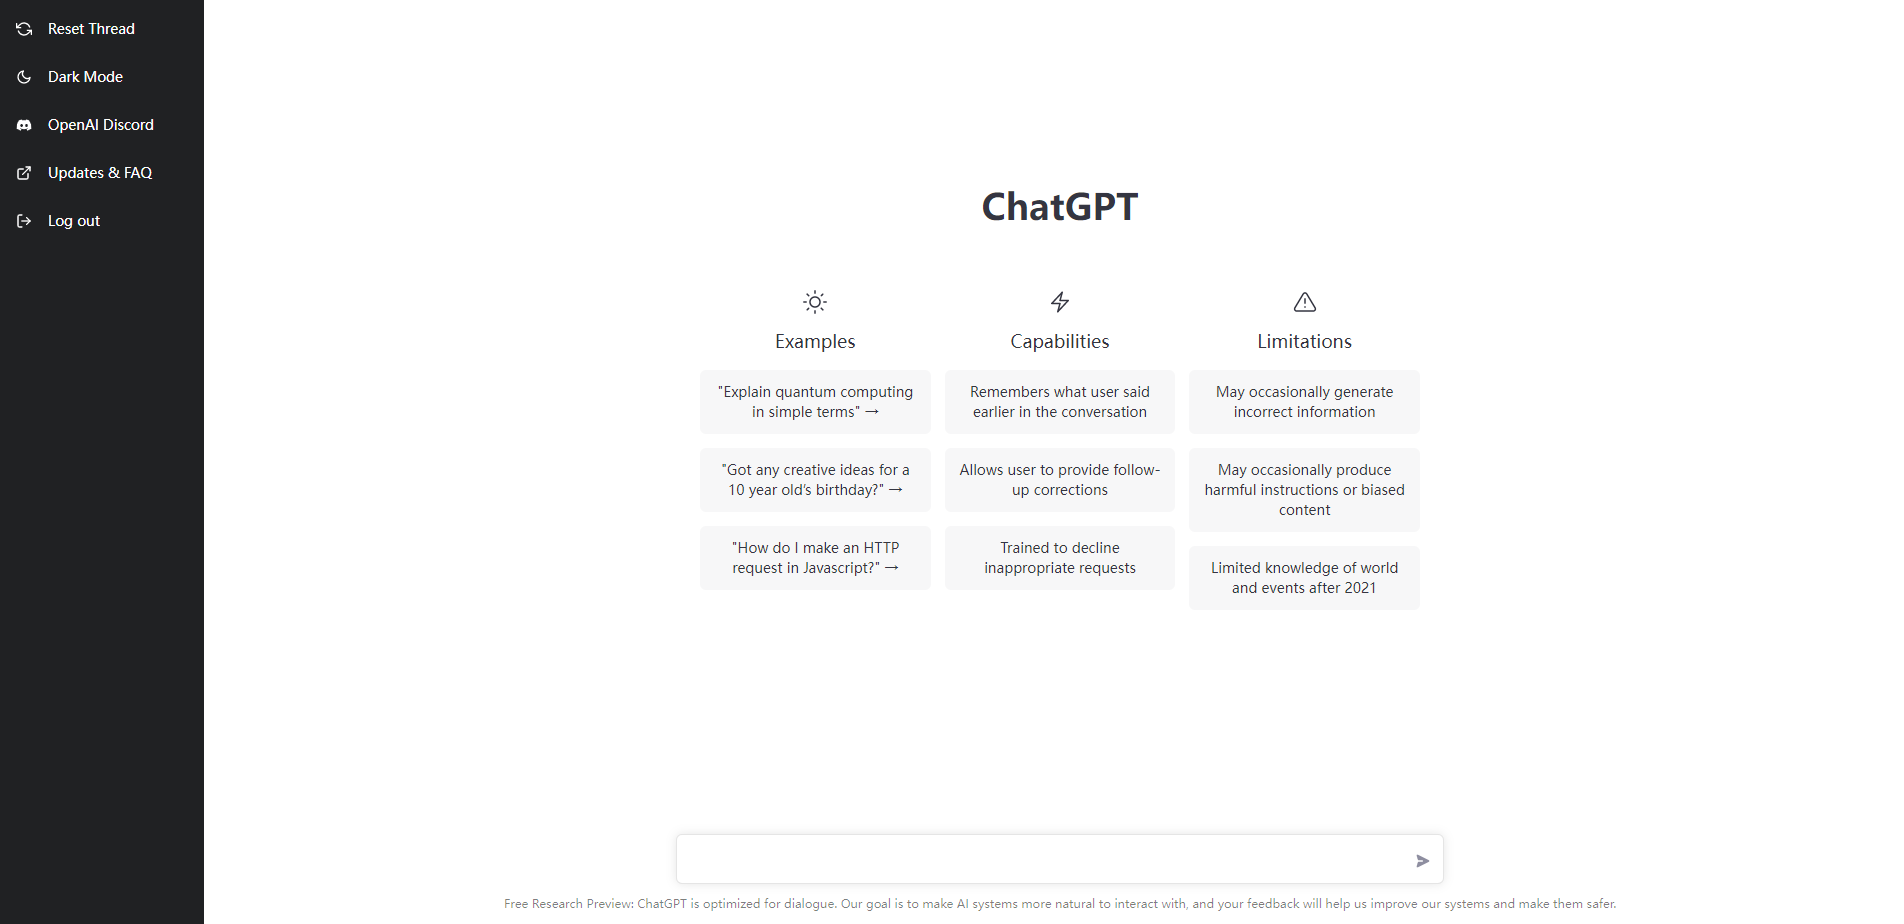 Reset Thread
Dark Mode
OpenAI Discord
Updates & FAQ
Log out
ChatGPT
Examples
"Explain quantum computing
in simple terms" →
"Got any creative ideas for a
10 year old’s birthday?" →
"How do I make an HTTP
request in Javascript?" →
Capabilities
Remembers what user said
earlier in the conversation
Allows user to provide follow-
up corrections
Trained to decline
inappropriate requests
Limitations
May occasionally generate
incorrect information
May occasionally produce
harmful instructions or biased
content
Limited knowledge of world
and events after 2021
Free Research Preview: ChatGPT is optimized for dialogue. Our goal is to make AI systems more natural to interact with, and your feedback will help us improve our systems and make them safer.